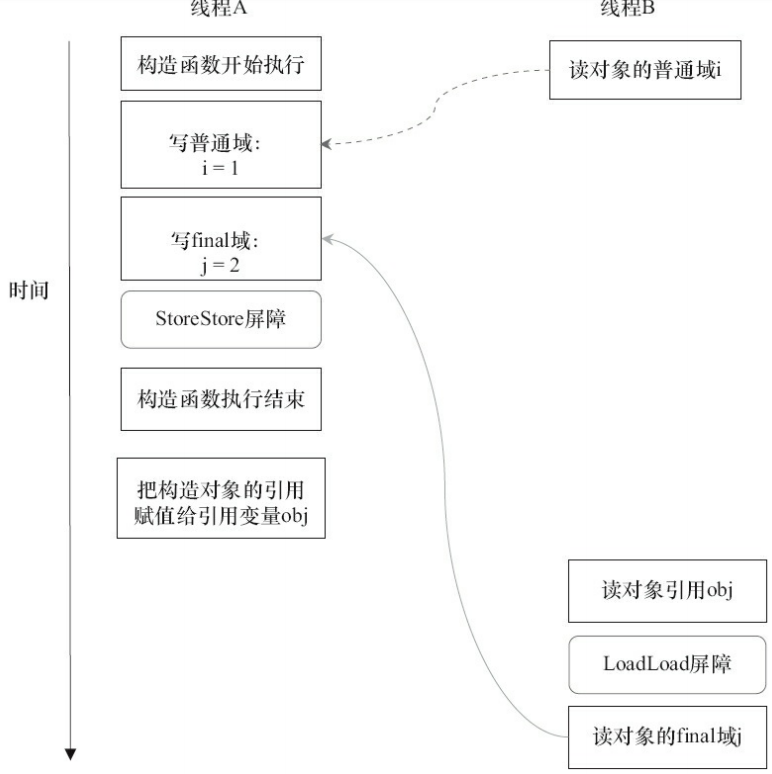 线程A
线程B
构造函数开始执行
读对象的普通域i
写普通域:
i = 1
写final域:
j = 2
时间
StoreStore屏障
构造函数执行结束
把构造对象的引用
赋值给引用变量obj
读对象引用obj
LoadLoad屏障
读对象的final域j